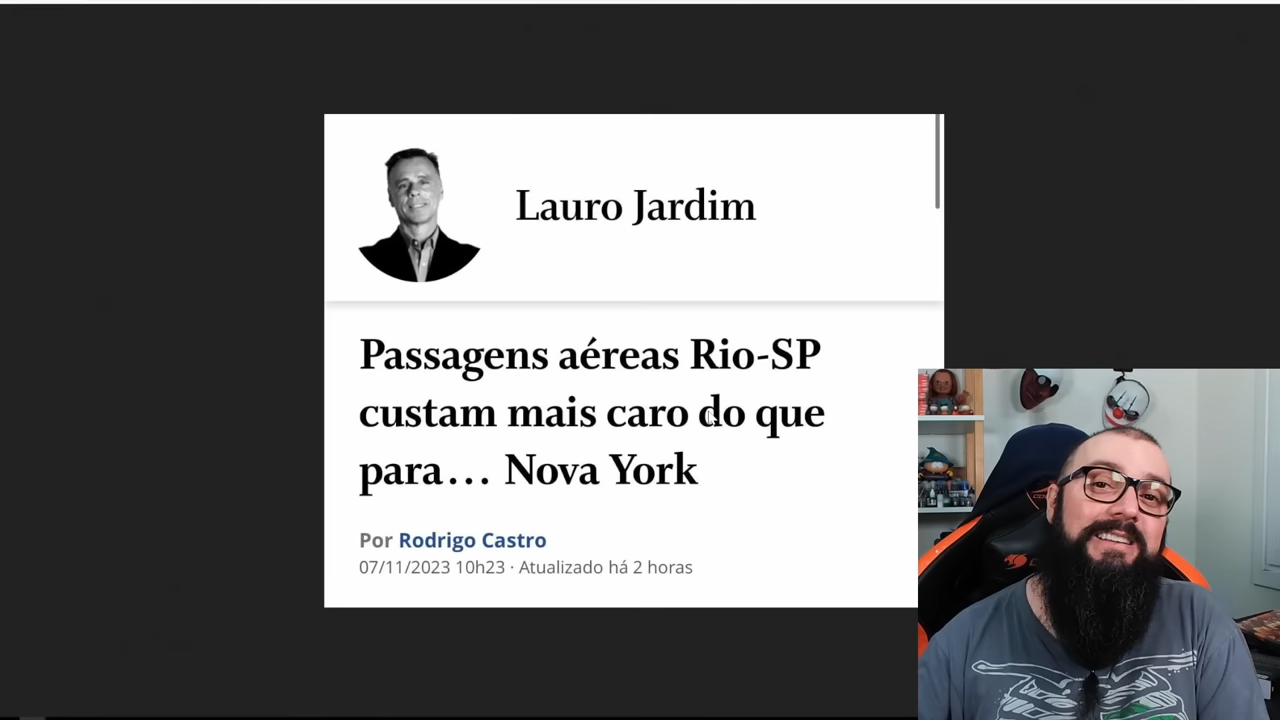 Lauro Jardim
Passagens aéreas Rio-SP
custam mais caro do que
para… Nova York
Por Rodrigo Castro
07/11/2023 10h23 · Atualizado há 2 horas